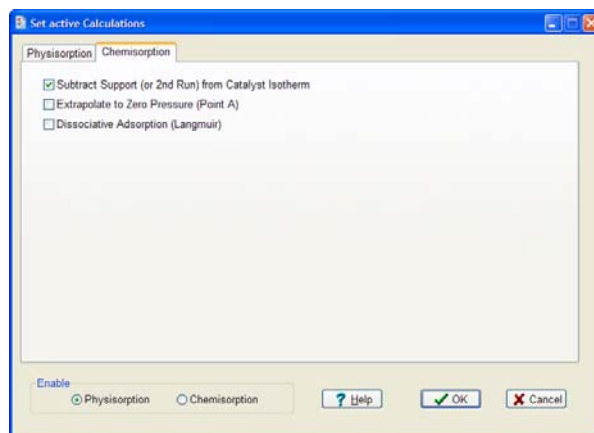 Set active Calculations
Physisorption Chemisorption
Subtract Support (or 2nd Run) from Catalyst Isotherm
Extrapolate to Zero Pressure (Point A)
Dissociative Adsorption (Langmuir)
Enable
Physisorption Chemisorption ? Help OK Cancel